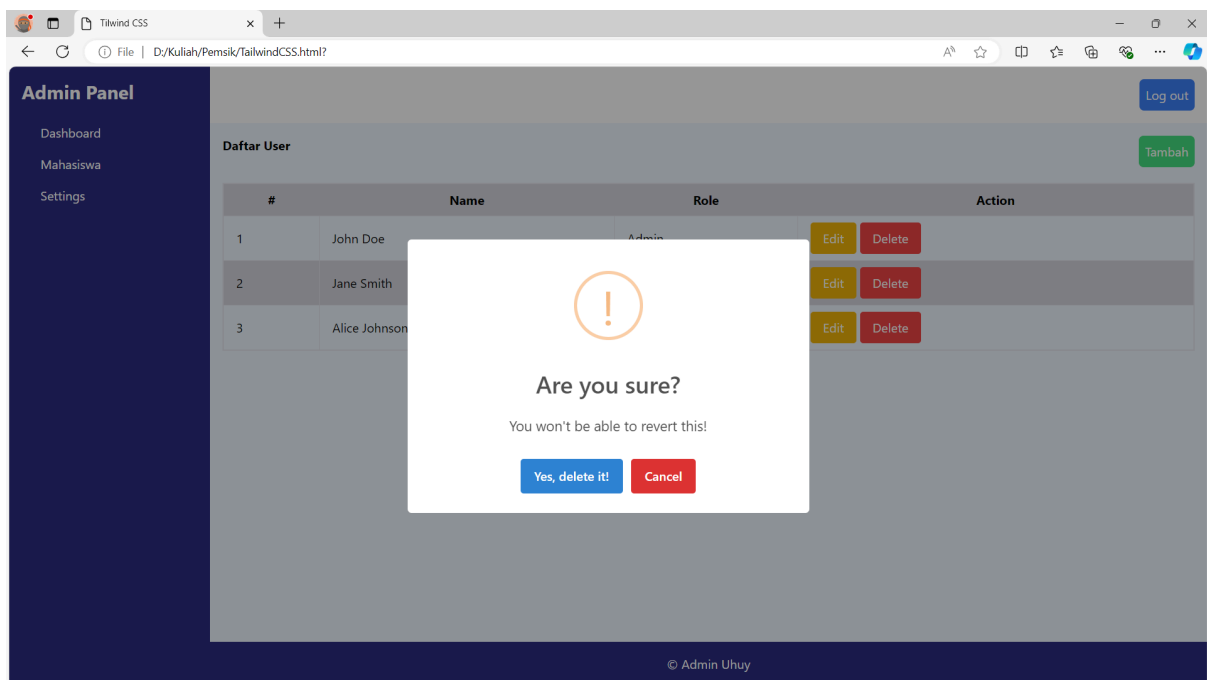 Tilwind CSS
File | D:/Kuliah/Pemsik/TailwindCSS.html?
Admin Panel
Log out
Dashboard
Mahasiswa
Settings
Daftar User
Tambah
# Name Role Action
1 John Doe Admin Edit Delete
2 Jane Smith Edit Delete
3 Alice Johnson Edit Delete
!
Are you sure?
You won't be able to revert this!
Yes, delete it! Cancel
© Admin Uhuy